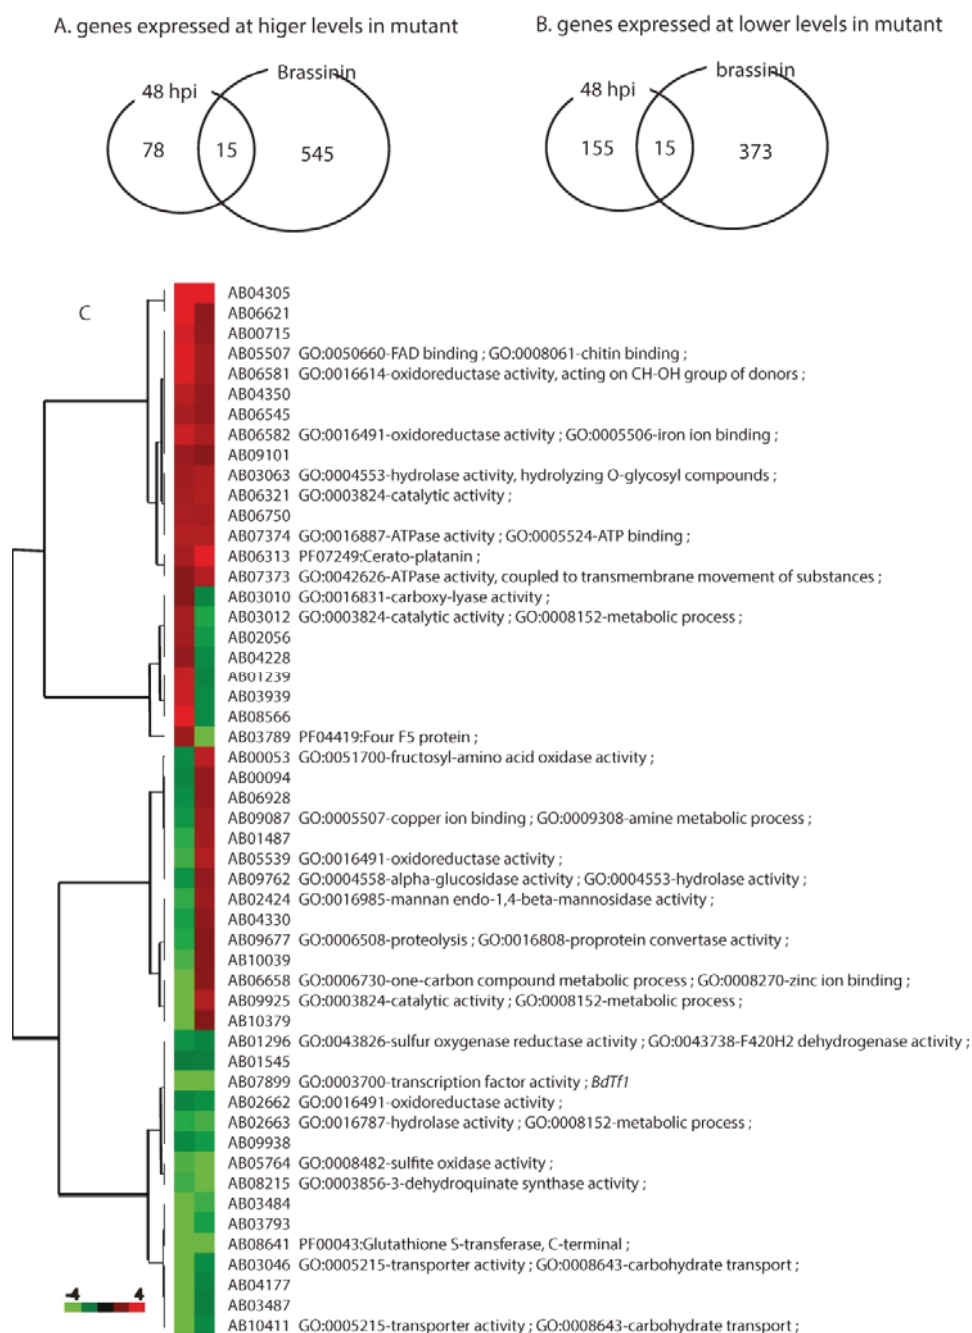 A. genes expressed at higer levels in mutant
B. genes expressed at lower levels in mutant
48 hpi
Brassinin
78
15
545
48 hpi
brassinin
155
15
373
C
AB04305
AB06621
AB00715
AB05507 GO:0050660-FAD binding ; GO:0008061-chitin binding ;
AB06581 GO:0016614-oxidoreductase activity, acting on CH-OH group of donors ;
AB04350
AB06545
AB06582 GO:0016491-oxidoreductase activity ; GO:0005506-iron ion binding ;
AB09101
AB03063 GO:0004553-hydrolase activity, hydrolyzing O-glycosyl compounds ;
AB06321 GO:0003824-catalytic activity ;
AB06750
AB07374 GO:0016887-ATPase activity ; GO:0005524-ATP binding ;
AB06313 PF07249:Cerato-platanin ;
AB07373 GO:0042626-ATPase activity, coupled to transmembrane movement of substances ;
AB03010 GO:0016831-carboxy-lyase activity ;
AB03012 GO:0003824-catalytic activity ; GO:0008152-metabolic process ;
AB02056
AB04228
AB01239
AB03939
AB08566
AB03789 PF04419:Four F5 protein ;
AB00053 GO:0051700-fructosyl-amino acid oxidase activity ;
AB00094
AB06928
AB09087 GO:0005507-copper ion binding ; GO:0009308-amine metabolic process ;
AB01487
AB05539 GO:0016491-oxidoreductase activity ;
AB09762 GO:0004558-alpha-glucosidase activity ; GO:0004553-hydrolase activity ;
AB02424 GO:0016985-mannan endo-1,4-beta-mannosidase activity ;
AB04330
AB09677 GO:0006508-proteolysis ; GO:0016808-proprotein convertase activity ;
AB10039
AB06658 GO:0006730-one-carbon compound metabolic process ; GO:0008270-zinc ion binding ;
AB09925 GO:0003824-catalytic activity ; GO:0008152-metabolic process ;
AB10379
AB01296 GO:0043826-sulfur oxygenase reductase activity ; GO:0043738-F420H2 dehydrogenase activity ;
AB01545
AB07899 GO:0003700-transcription factor activity ; BdTf1
AB02662 GO:0016491-oxidoreductase activity ;
AB02663 GO:0016787-hydrolase activity ; GO:0008152-metabolic process ;
AB09938
AB05764 GO:0008482-sulfite oxidase activity ;
AB08215 GO:0003856-3-dehydroquinate synthase activity ;
AB03484
AB03793
AB08641 PF00043:Glutathione S-transferase, C-terminal ;
AB03046 GO:0005215-transporter activity ; GO:0008643-carbohydrate transport ;
AB04177
AB03487
AB10411 GO:0005215-transporter activity ; GO:0008643-carbohydrate transport ;
-4 4